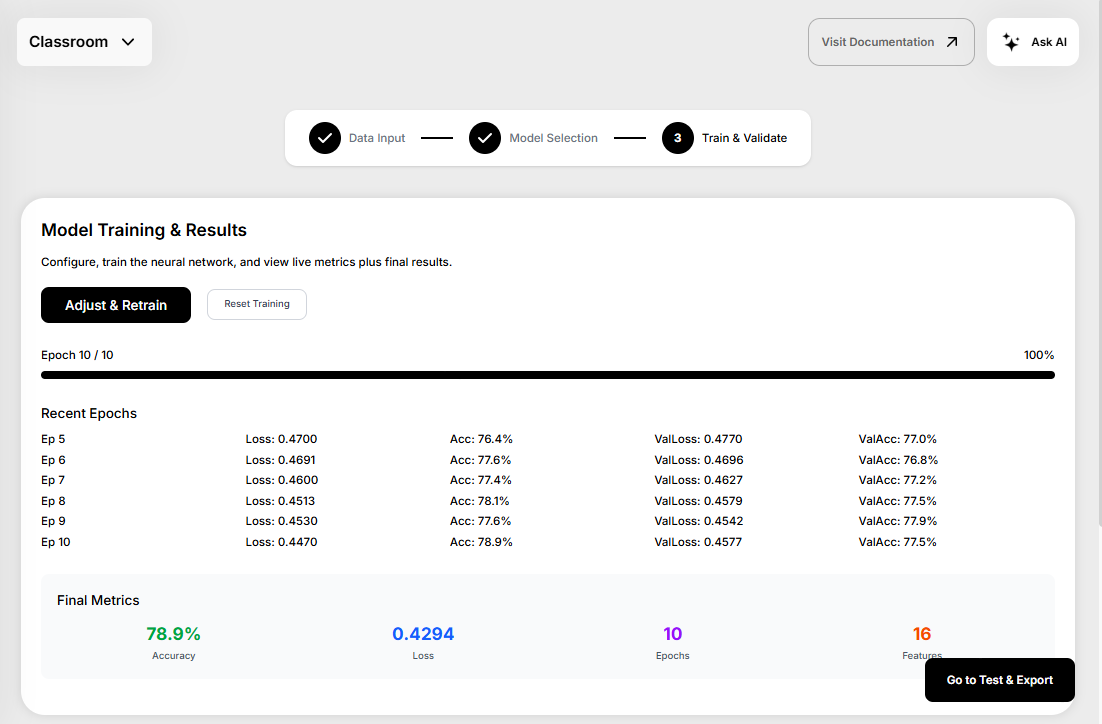 Classroom
Visit Documentation
Ask AI
Data Input
Model Selection
3 Train & Validate
Model Training & Results
Configure, train the neural network, and view live metrics plus final results.
Adjust & Retrain
Reset Training
Epoch 10 / 10 100%
Recent Epochs
Ep 5 Loss: 0.4700 Acc: 76.4% ValLoss: 0.4770 ValAcc: 77.0%
Ep 6 Loss: 0.4691 Acc: 77.6% ValLoss: 0.4696 ValAcc: 76.8%
Ep 7 Loss: 0.4600 Acc: 77.4% ValLoss: 0.4627 ValAcc: 77.2%
Ep 8 Loss: 0.4513 Acc: 78.1% ValLoss: 0.4579 ValAcc: 77.5%
Ep 9 Loss: 0.4530 Acc: 77.6% ValLoss: 0.4542 ValAcc: 77.9%
Ep 10 Loss: 0.4470 Acc: 78.9% ValLoss: 0.4577 ValAcc: 77.5%
Final Metrics
78.9% 0.4294 10 16
Accuracy Loss Epochs Features
Go to Test & Export